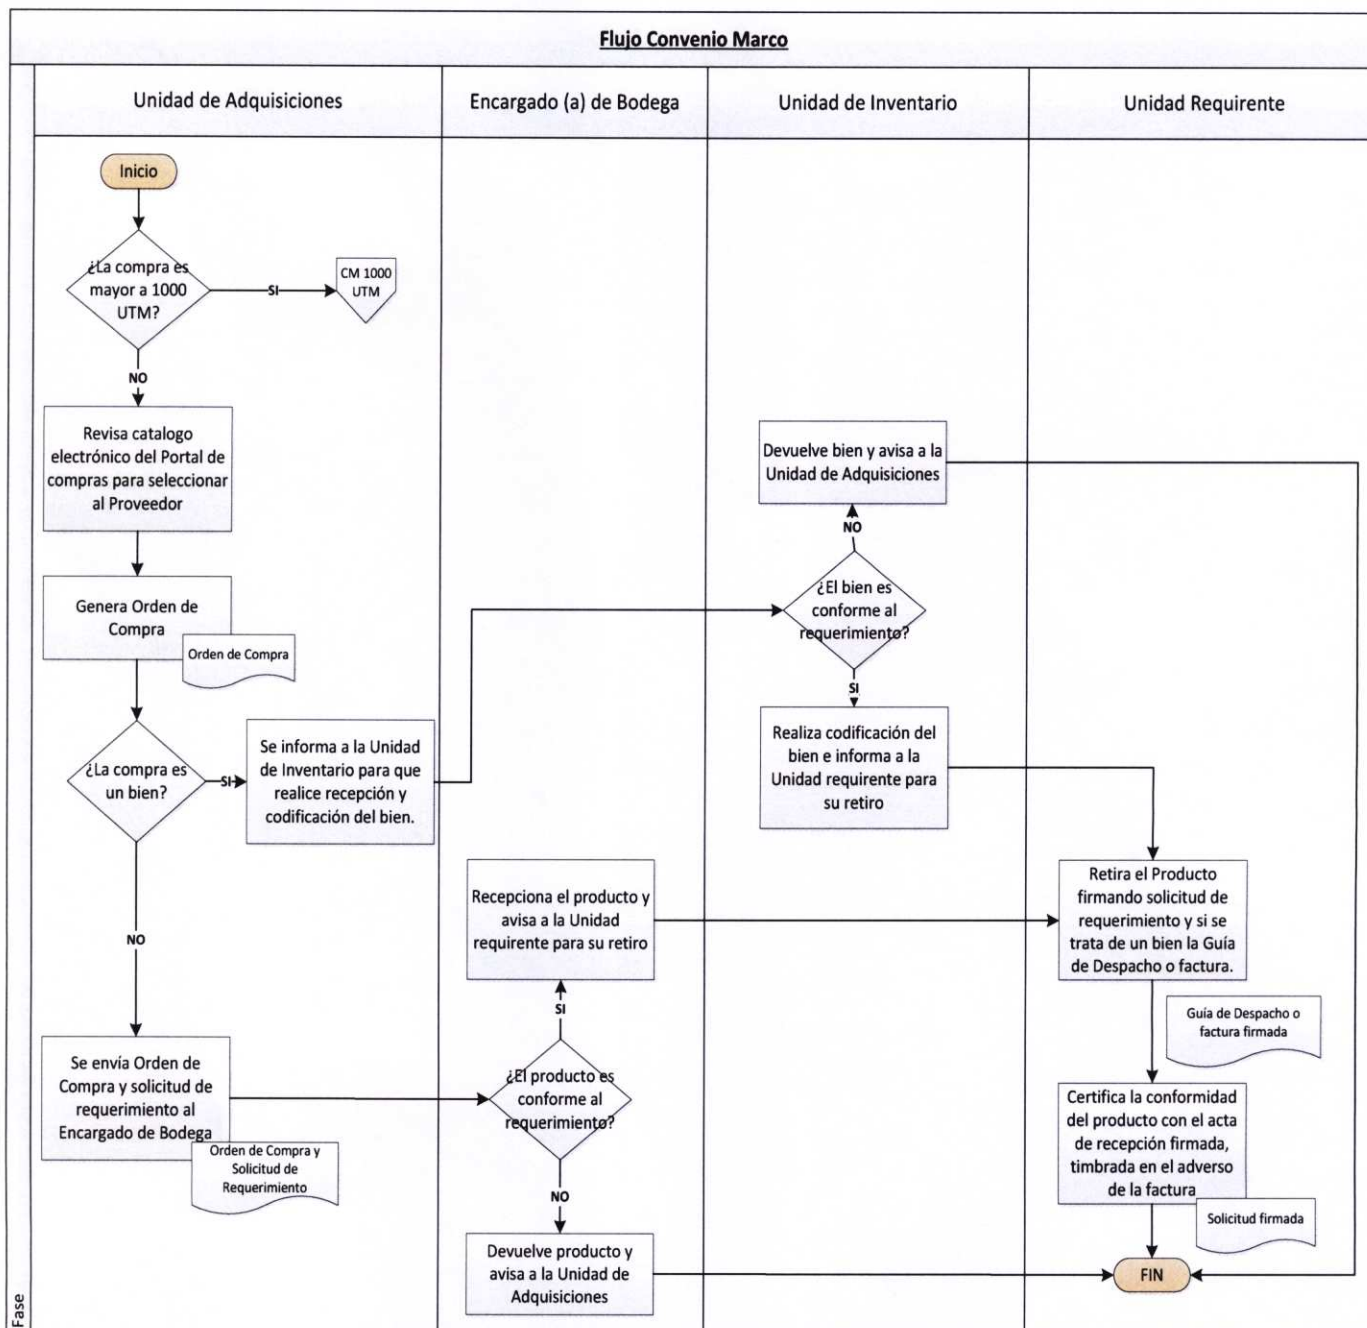 Flujo Convenio Marco
Unidad de Adquisiciones
Encargado (a) de Bodega
Unidad de Inventario
Unidad Requirente
Inicio
¿La compra es
mayor a 1000
UTM?
SI
CM 1000
UTM
NO
Revisa catalogo
electrónico del Portal de
compras para seleccionar
al Proveedor
Genera Orden de
Compra
Orden de Compra
¿La compra es
un bien?
SI
Se informa a la Unidad
de Inventario para que
realice recepción y
codificación del bien.
NO
Se envía Orden de
Compra y solicitud de
requerimiento al
Encargado de Bodega
Orden de Compra y
Solicitud de
Requerimiento
Recepciona el producto y
avisa a la Unidad
requirente para su retiro
SI
¿El producto es
conforme al
requerimiento?
NO
Devuelve producto y
avisa a la Unidad de
Adquisiciones
Devuelve bien y avisa a la
Unidad de Adquisiciones
NO
¿El bien es
conforme al
requerimiento?
SI
Realiza codificación del
bien e informa a la
Unidad requirente para
su retiro
Retira el Producto
firmando solicitud de
requerimiento y si se
trata de un bien la Guía
de Despacho o factura.
Guía de Despacho o
factura firmada
Certifica la conformidad
del producto con el acta
de recepción firmada,
timbrada en el adverso
de la factura
Solicitud firmada
FIN
Fase